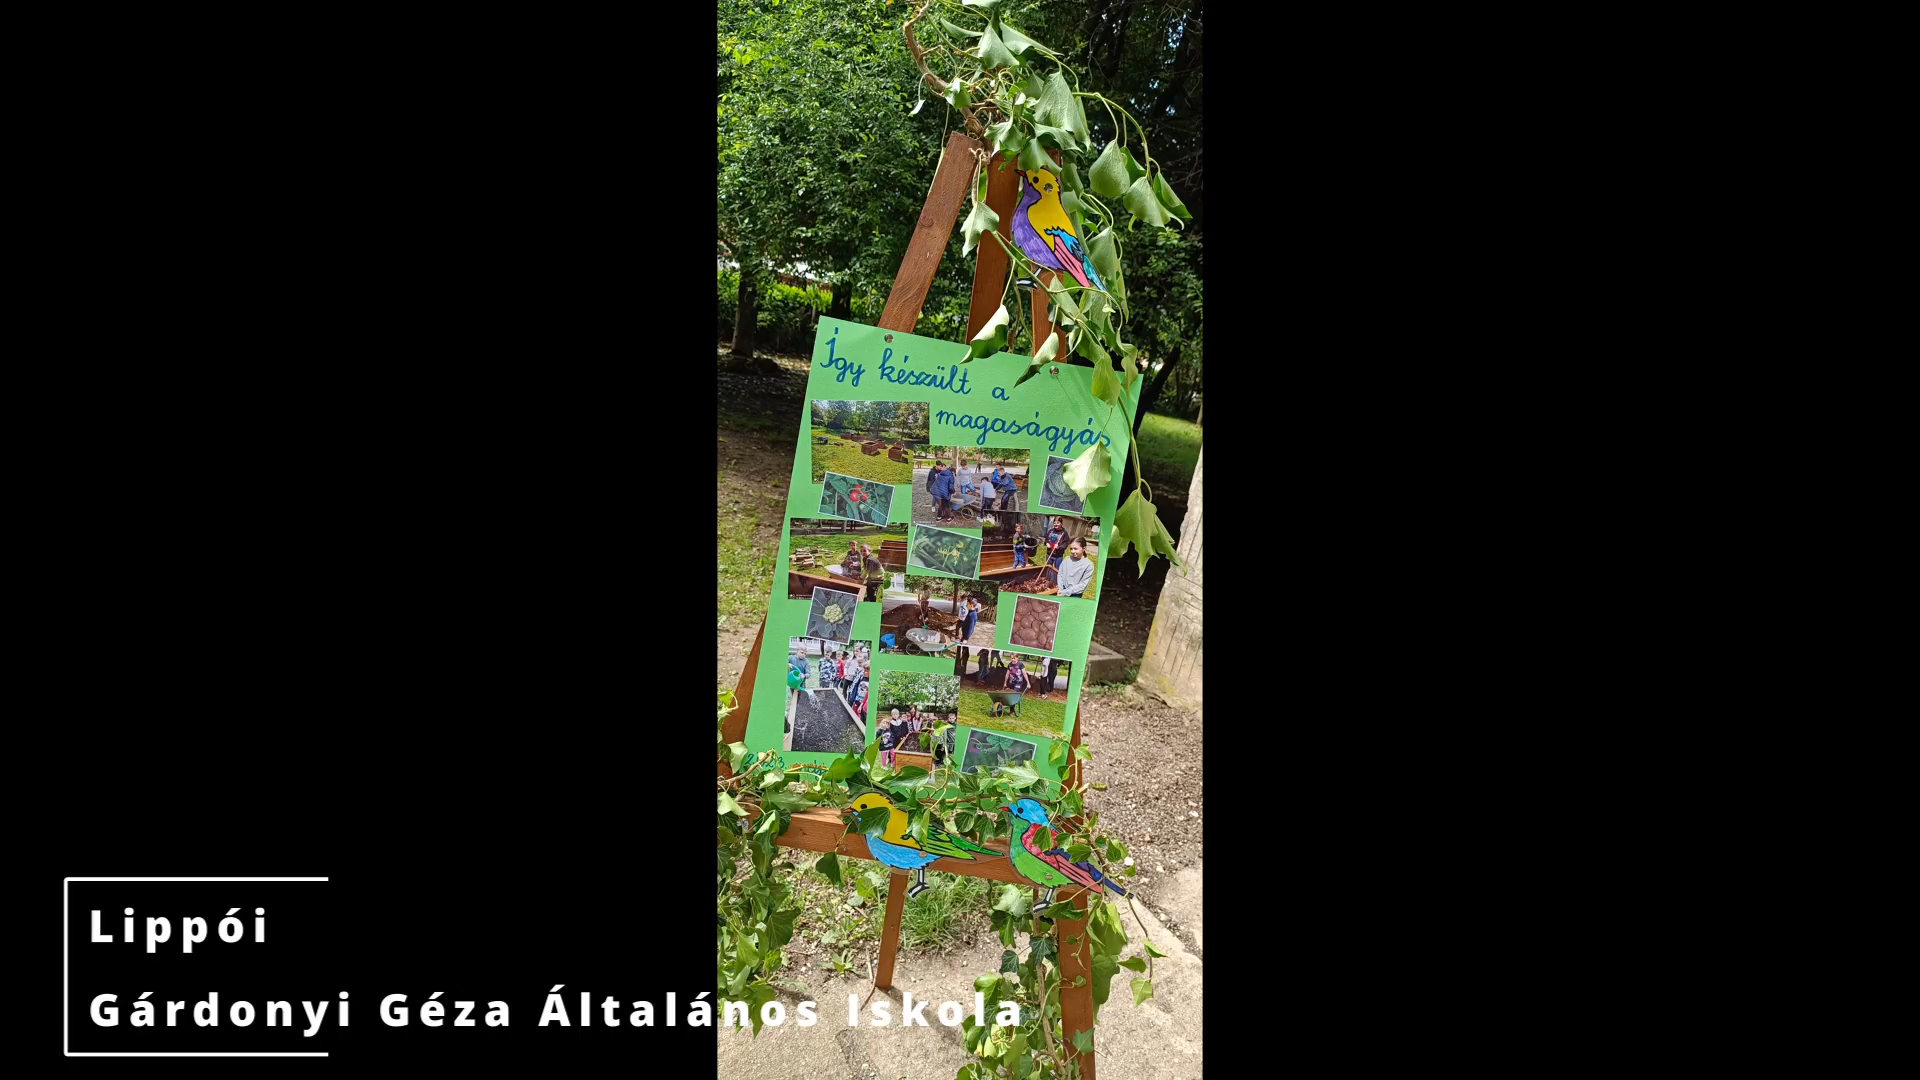 Így készült a
magaságyás
Lippói
Gárdonyi Géza Általános Iskola